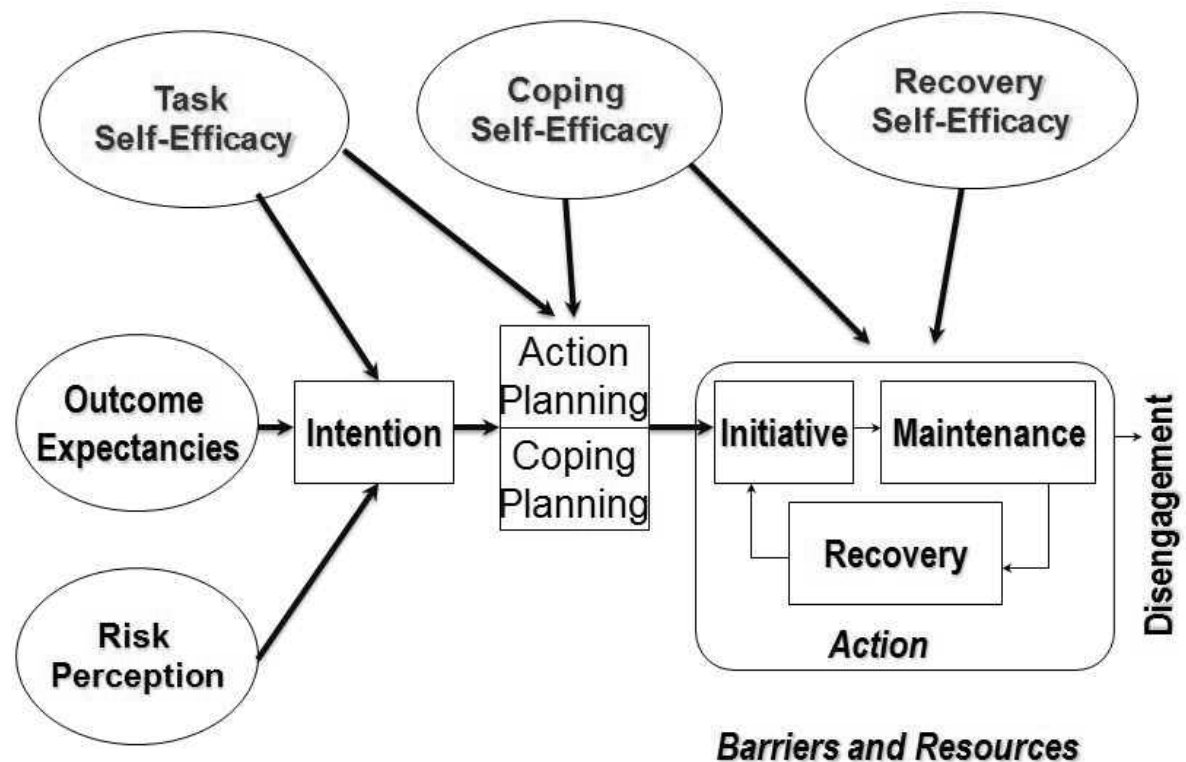 Task
Self-Efficacy
Coping
Self-Efficacy
Recovery
Self-Efficacy
Outcome
Expectancies
Intention
Action
Planning
Coping
Planning
Initiative
Maintenance
Recovery
Action
Disengagement
Risk
Perception
Barriers and Resources